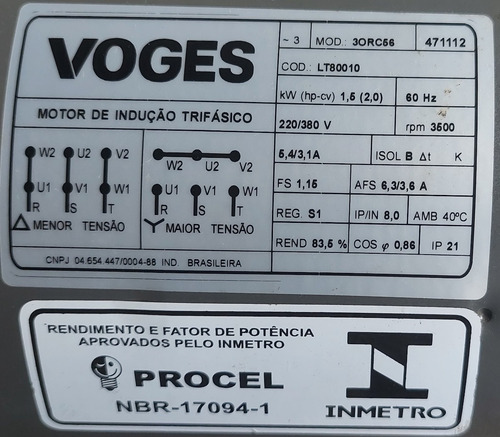 VOGES
~ 3 MOD: 3ORC56 471112
COD.: LT80010
kW (hp-cv) 1,5 (2,0) 60 Hz
MOTOR DE INDUÇÃO TRIFÁSICO
220/380 V rpm 3500
5,4/3,1A ISOL B Δt K
FS 1,15 AFS 6,3/3,6 A
REG. S1 IP/IN 8,0 AMB 40ºC
REND 83,5 % COS φ 0,86 IP 21
W2 U2 V2
U1 V1 W1
R S T
Δ MENOR TENSÃO
W2 U2 V2
U1 V1 W1
R S T
Y MAIOR TENSÃO
CNPJ 04.654.447/0004-88 IND. BRASILEIRA
RENDIMENTO E FATOR DE POTÊNCIA
APROVADOS PELO INMETRO
PROCEL
NBR-17094-1
INMETRO